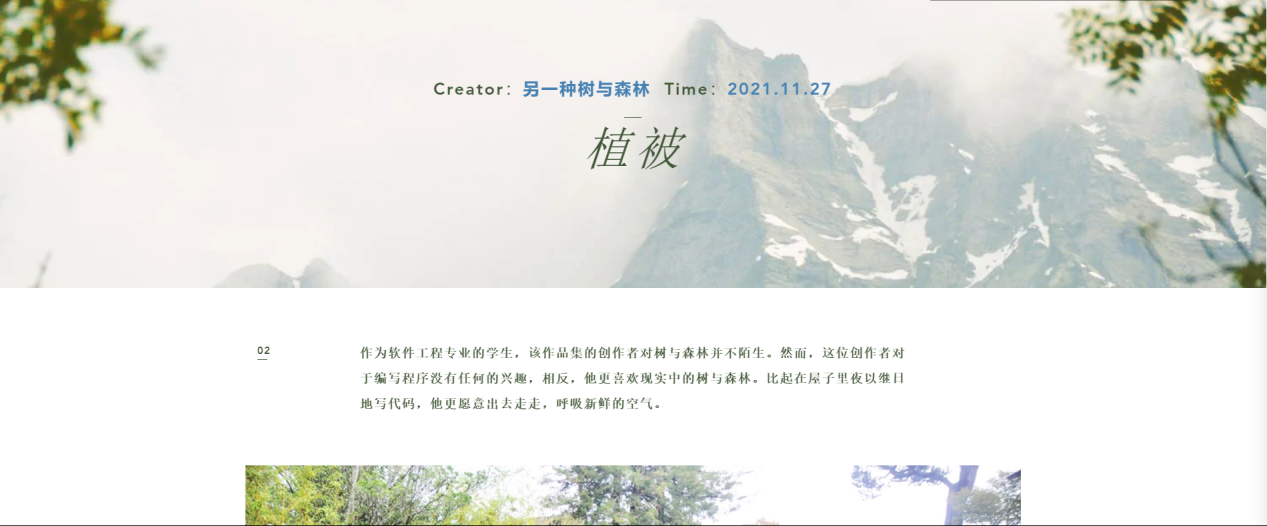 Creator：另一种树与森林 Time：2021.11.27
植被
02
作为软件工程专业的学生，该作品集的创作者对树与森林并不陌生。然而，这位创作者对
于编写程序没有任何的兴趣，相反，他更喜欢现实中的树与森林。比起在屋子里夜以继日
地写代码，他更愿意出去走走，呼吸新鲜的空气。